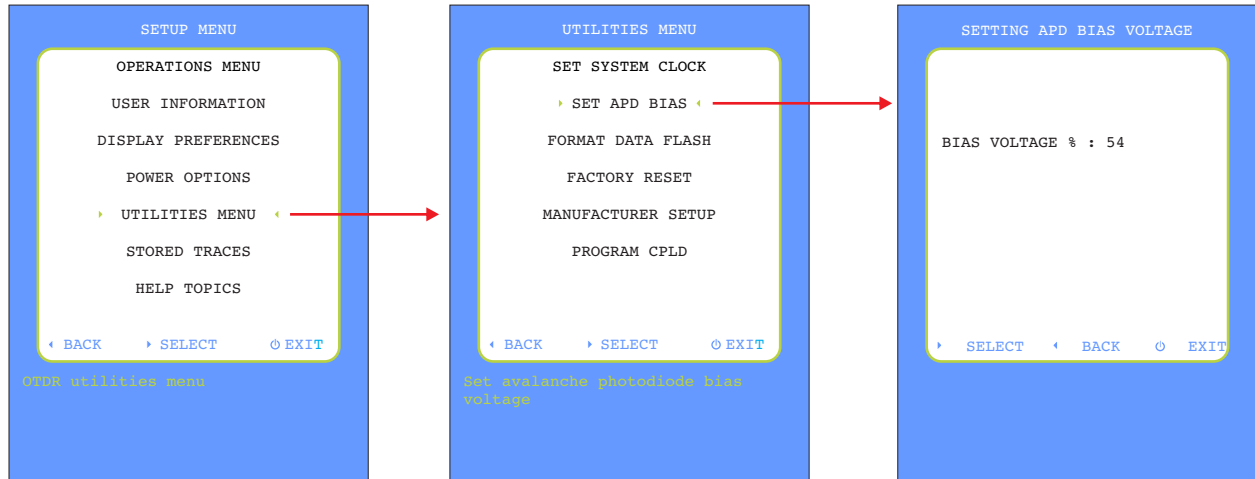 SETUP MENU
OPERATIONS MENU
USER INFORMATION
DISPLAY PREFERENCES
POWER OPTIONS
UTILITIES MENU
STORED TRACES
HELP TOPICS
BACK SELECT EXIT
OTDR utilities menu
UTILITIES MENU
SET SYSTEM CLOCK
SET APD BIAS
FORMAT DATA FLASH
FACTORY RESET
MANUFACTURER SETUP
PROGRAM CPLD
BACK SELECT EXIT
Set avalanche photodiode bias
voltage
SETTING APD BIAS VOLTAGE
BIAS VOLTAGE % : 54
SELECT BACK EXIT